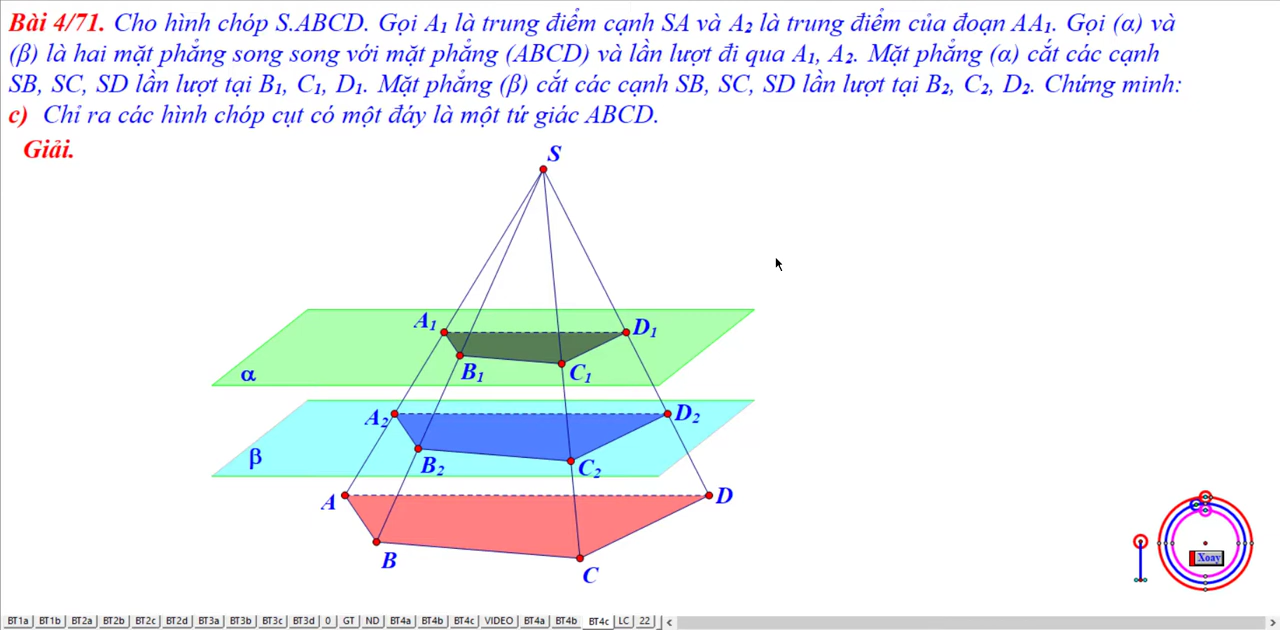 Bài 4/71. Cho hình chóp S.ABCD. Gọi A₁ là trung điểm cạnh SA và A₂ là trung điểm của đoạn AA₁. Gọi (α) và
(β) là hai mặt phẳng song song với mặt phẳng (ABCD) và lần lượt đi qua A₁, A₂. Mặt phẳng (α) cắt các cạnh
SB, SC, SD lần lượt tại B₁, C₁, D₁. Mặt phẳng (β) cắt các cạnh SB, SC, SD lần lượt tại B₂, C₂, D₂. Chứng minh:
c) Chỉ ra các hình chóp cụt có một đáy là một tứ giác ABCD.
Giải.
S
A₁
D₁
B₁
C₁
α
A₂
D₂
B₂
C₂
β
A
D
B
C
Xoay
BT1a BT1b BT2a BT2b BT2c BT2d BT3a BT3b BT3c BT3d 0 GT ND BT4a BT4b BT4c VIDEO BT4a BT4b BT4c LC 22